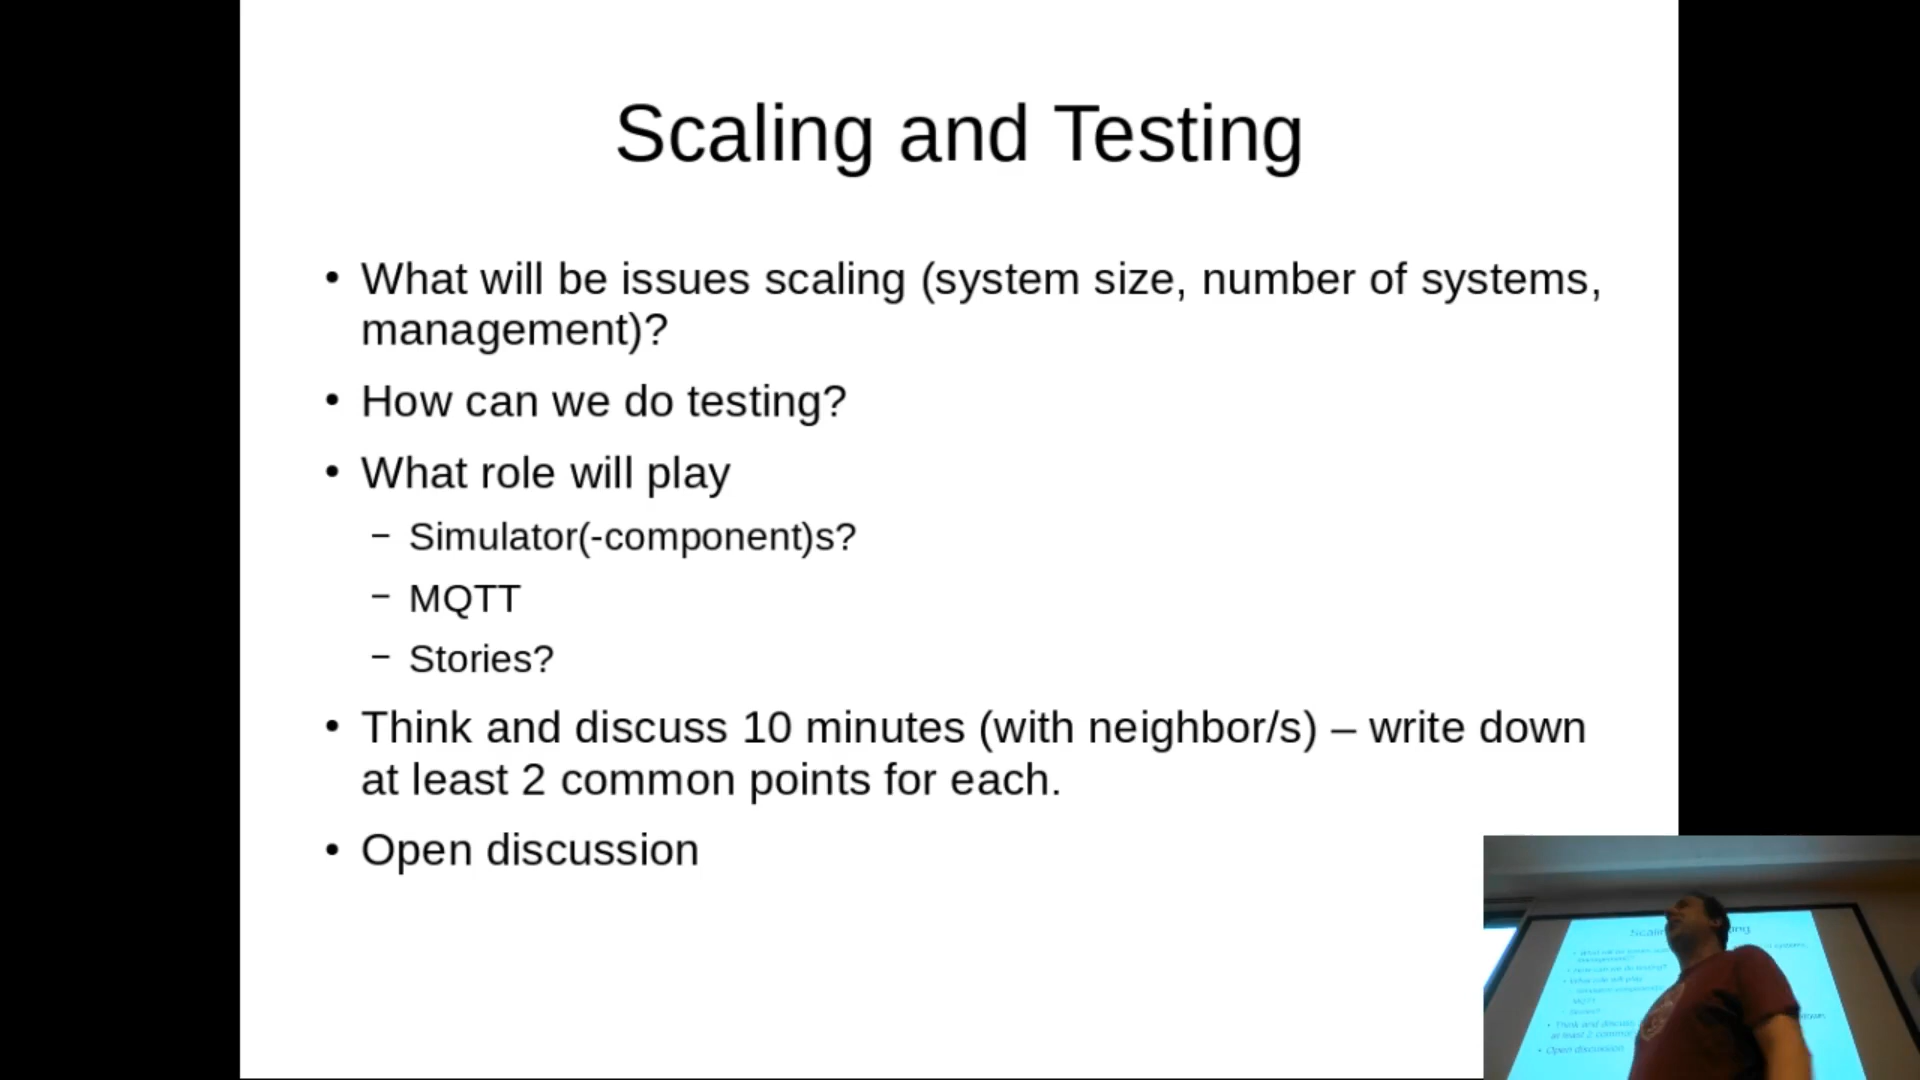 Scaling and Testing
• What will be issues scaling (system size, number of systems,
management)?
• How can we do testing?
• What role will play
– Simulator(-component)s?
– MQTT
– Stories?
• Think and discuss 10 minutes (with neighbor/s) – write down
at least 2 common points for each.
• Open discussion